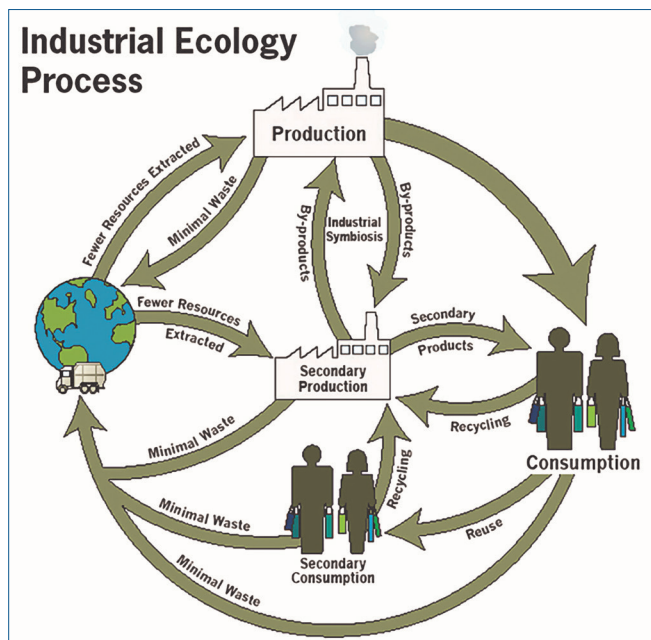 Industrial Ecology
Process
Production
Fewer Resources Extracted
Minimal Waste
By-products
Industrial
Symbiosis
By-products
Fewer Resources
Extracted
Secondary
Products
Secondary
Production
Recycling
Consumption
Minimal Waste
Recycling
Minimal Waste
Reuse
Secondary
Consumption
Minimal Waste